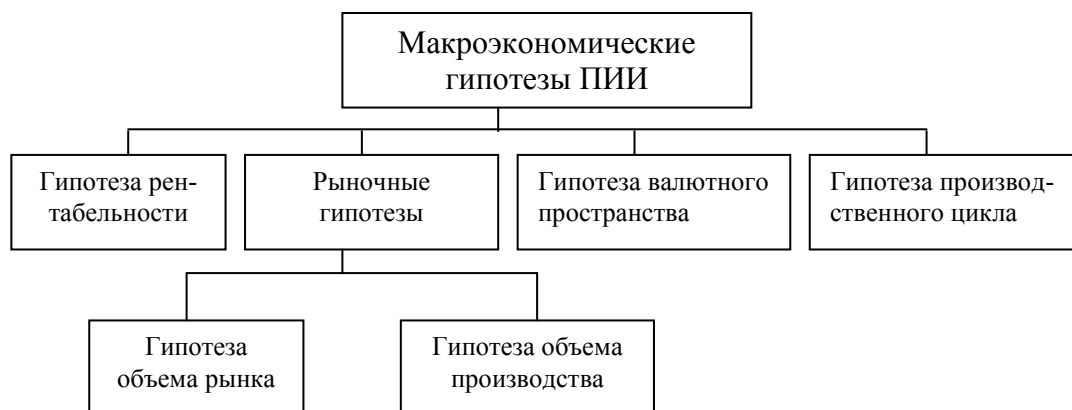 Макроэкономические
гипотезы ПИИ
Гипотеза рен-
табельности
Рыночные
гипотезы
Гипотеза валютного
пространства
Гипотеза производ-
ственного цикла
Гипотеза
объема рынка
Гипотеза объема
производства